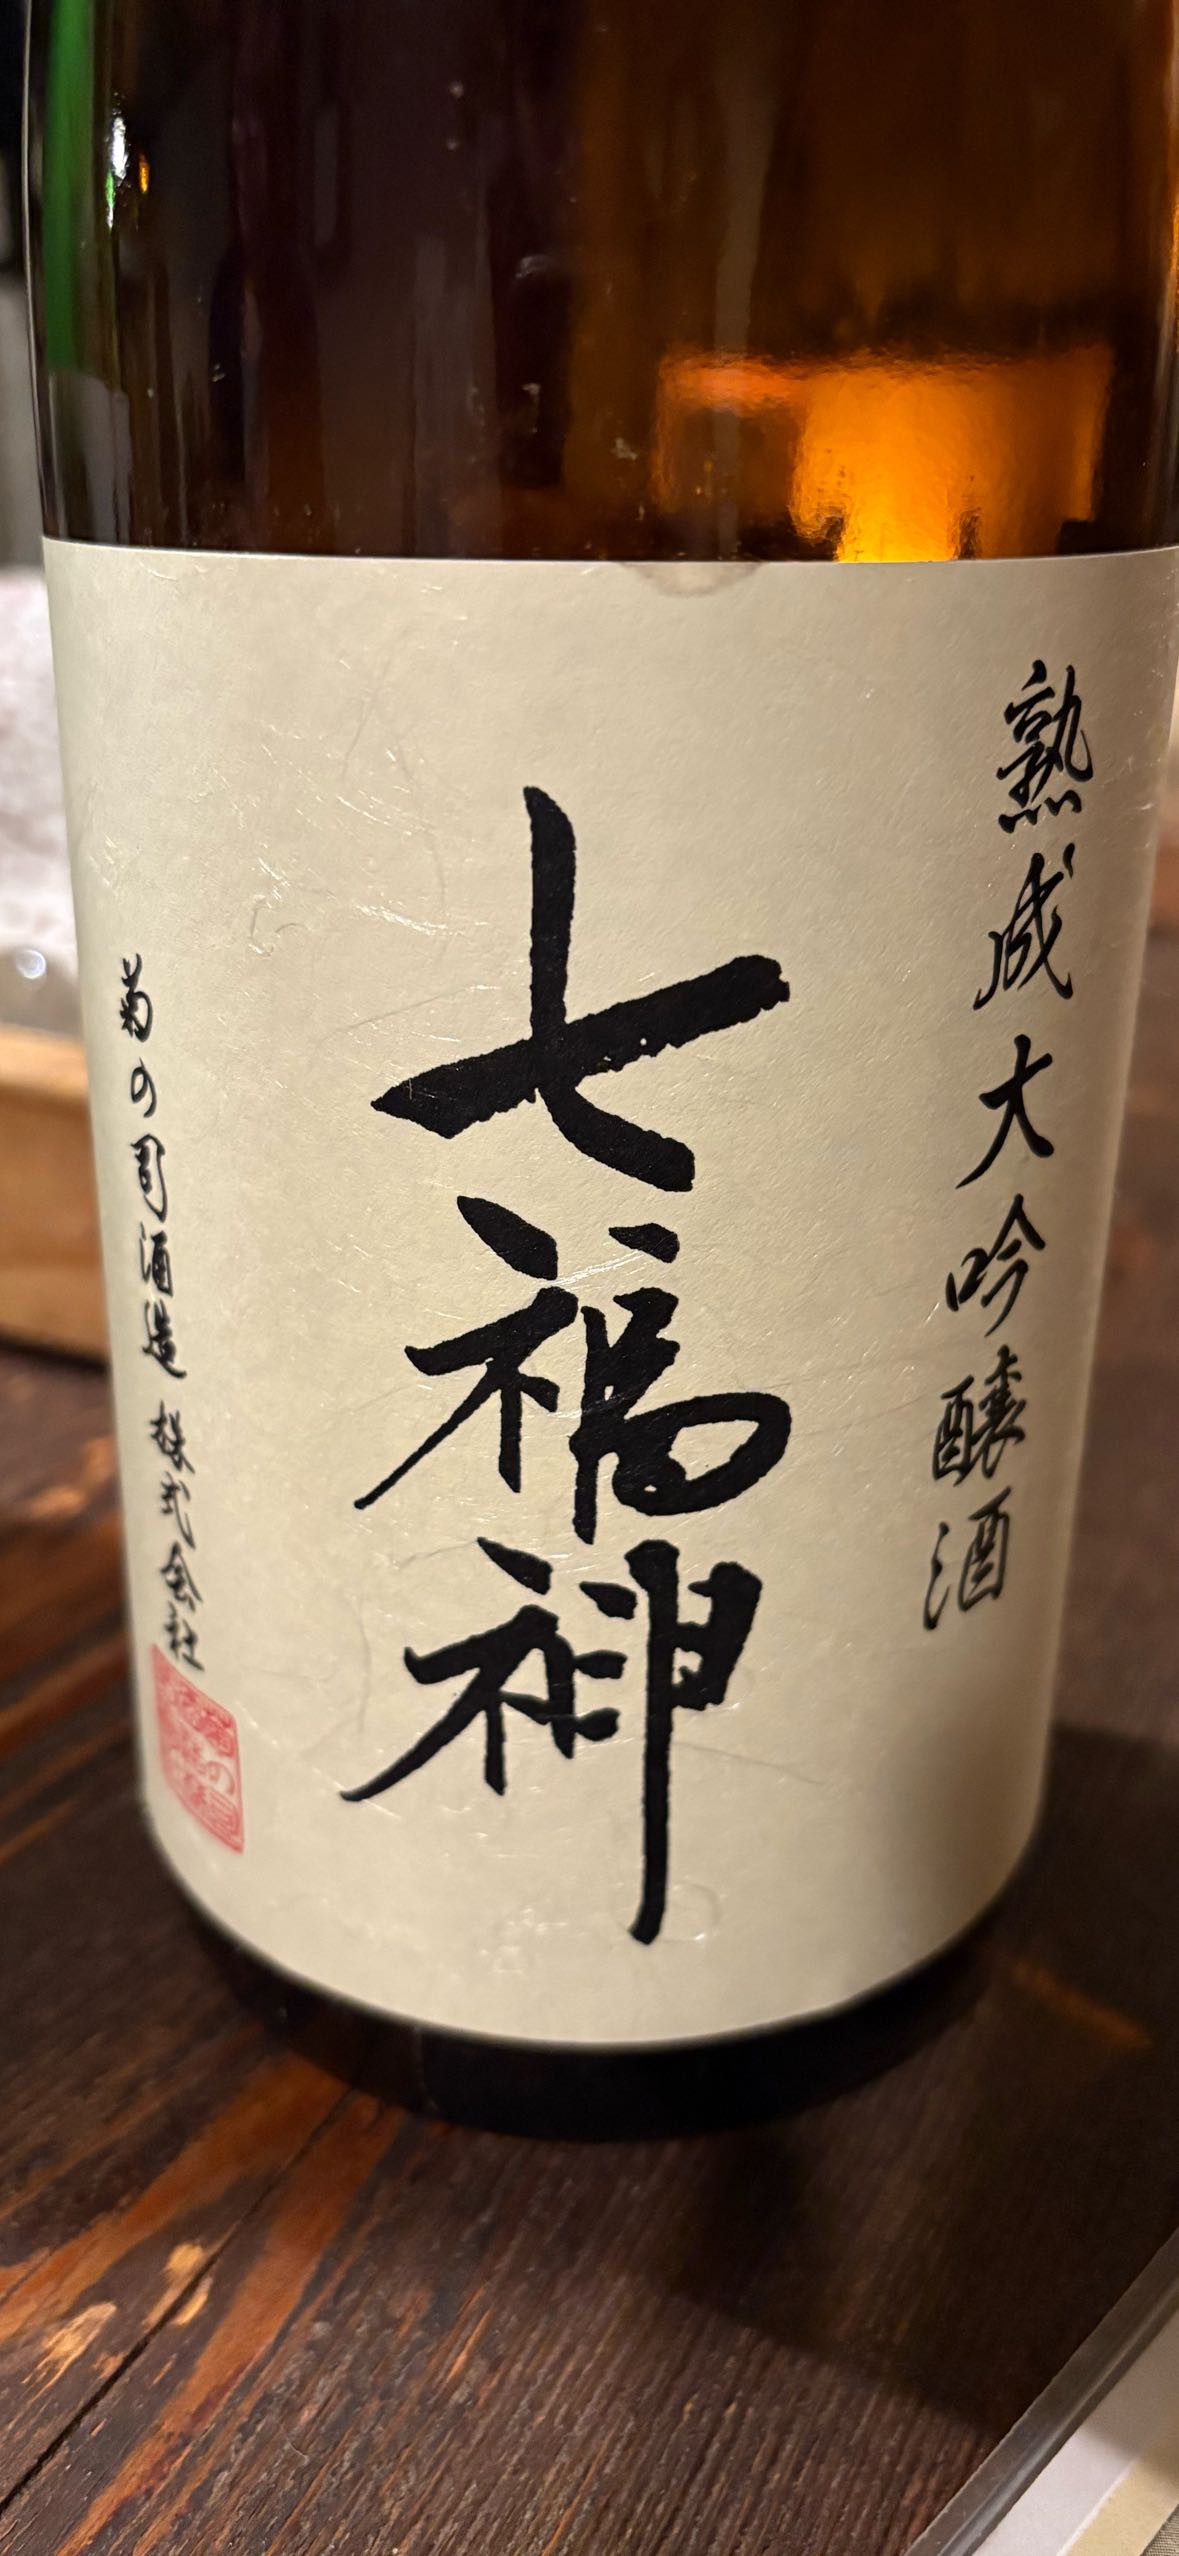 熟成大吟醸酒
七福神
菊の司酒造株式会社